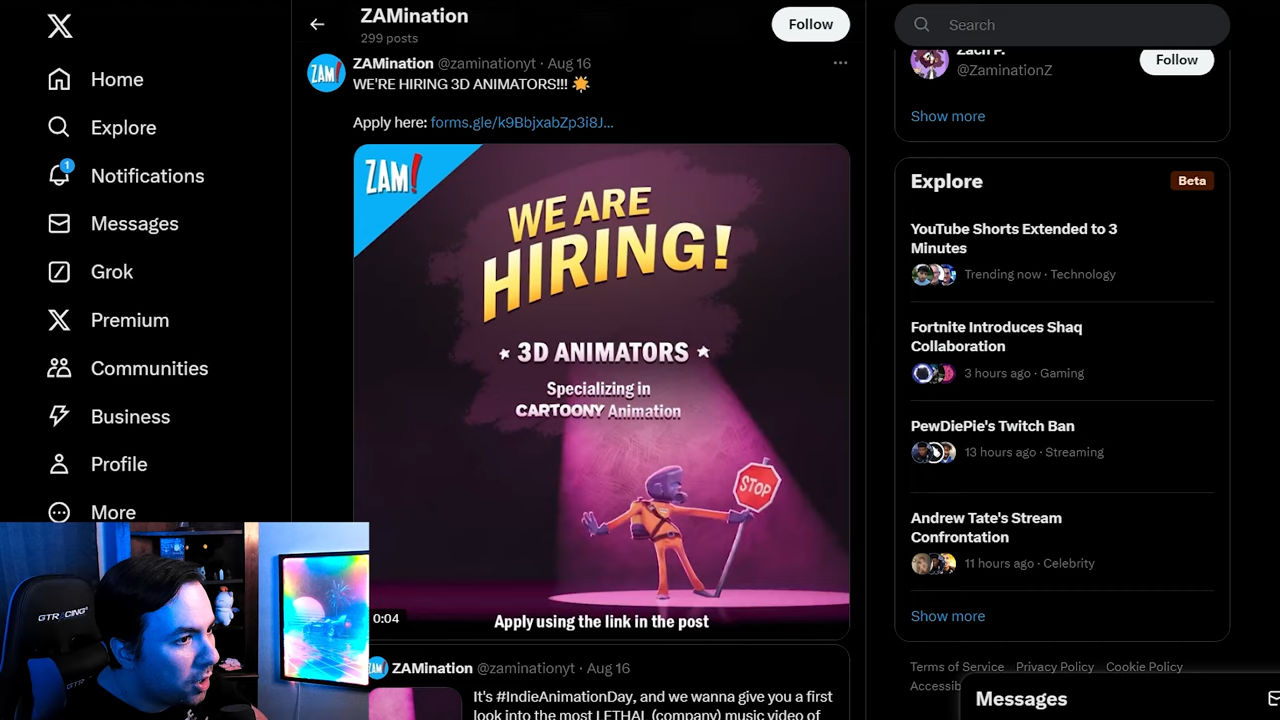 Home
Explore
1
Notifications
Messages
Grok
Premium
Communities
Business
Profile
More
GTRACING
GTR
ZAMination
299 posts
Follow
ZAM!
ZAMination @zaminationyt · Aug 16
WE'RE HIRING 3D ANIMATORS!!!
Apply here: forms.gle/k9BbjxabZp3i8J...
ZAM!
WE ARE
HIRING!
3D ANIMATORS
Specializing in
CARTOONY Animation
STOP
0:04
Apply using the link in the post
ZAMination @zaminationyt · Aug 16
It's #IndieAnimationDay, and we wanna give you a first
look into the most LETHAL (company) music video of
Search
Zach P.
@ZaminationZ
Follow
Show more
Explore
Beta
YouTube Shorts Extended to 3
Minutes
Trending now · Technology
Fortnite Introduces Shaq
Collaboration
3 hours ago · Gaming
PewDiePie's Twitch Ban
13 hours ago · Streaming
Andrew Tate's Stream
Confrontation
11 hours ago · Celebrity
Show more
Terms of Service Privacy Policy Cookie Policy
Accessib
Messages